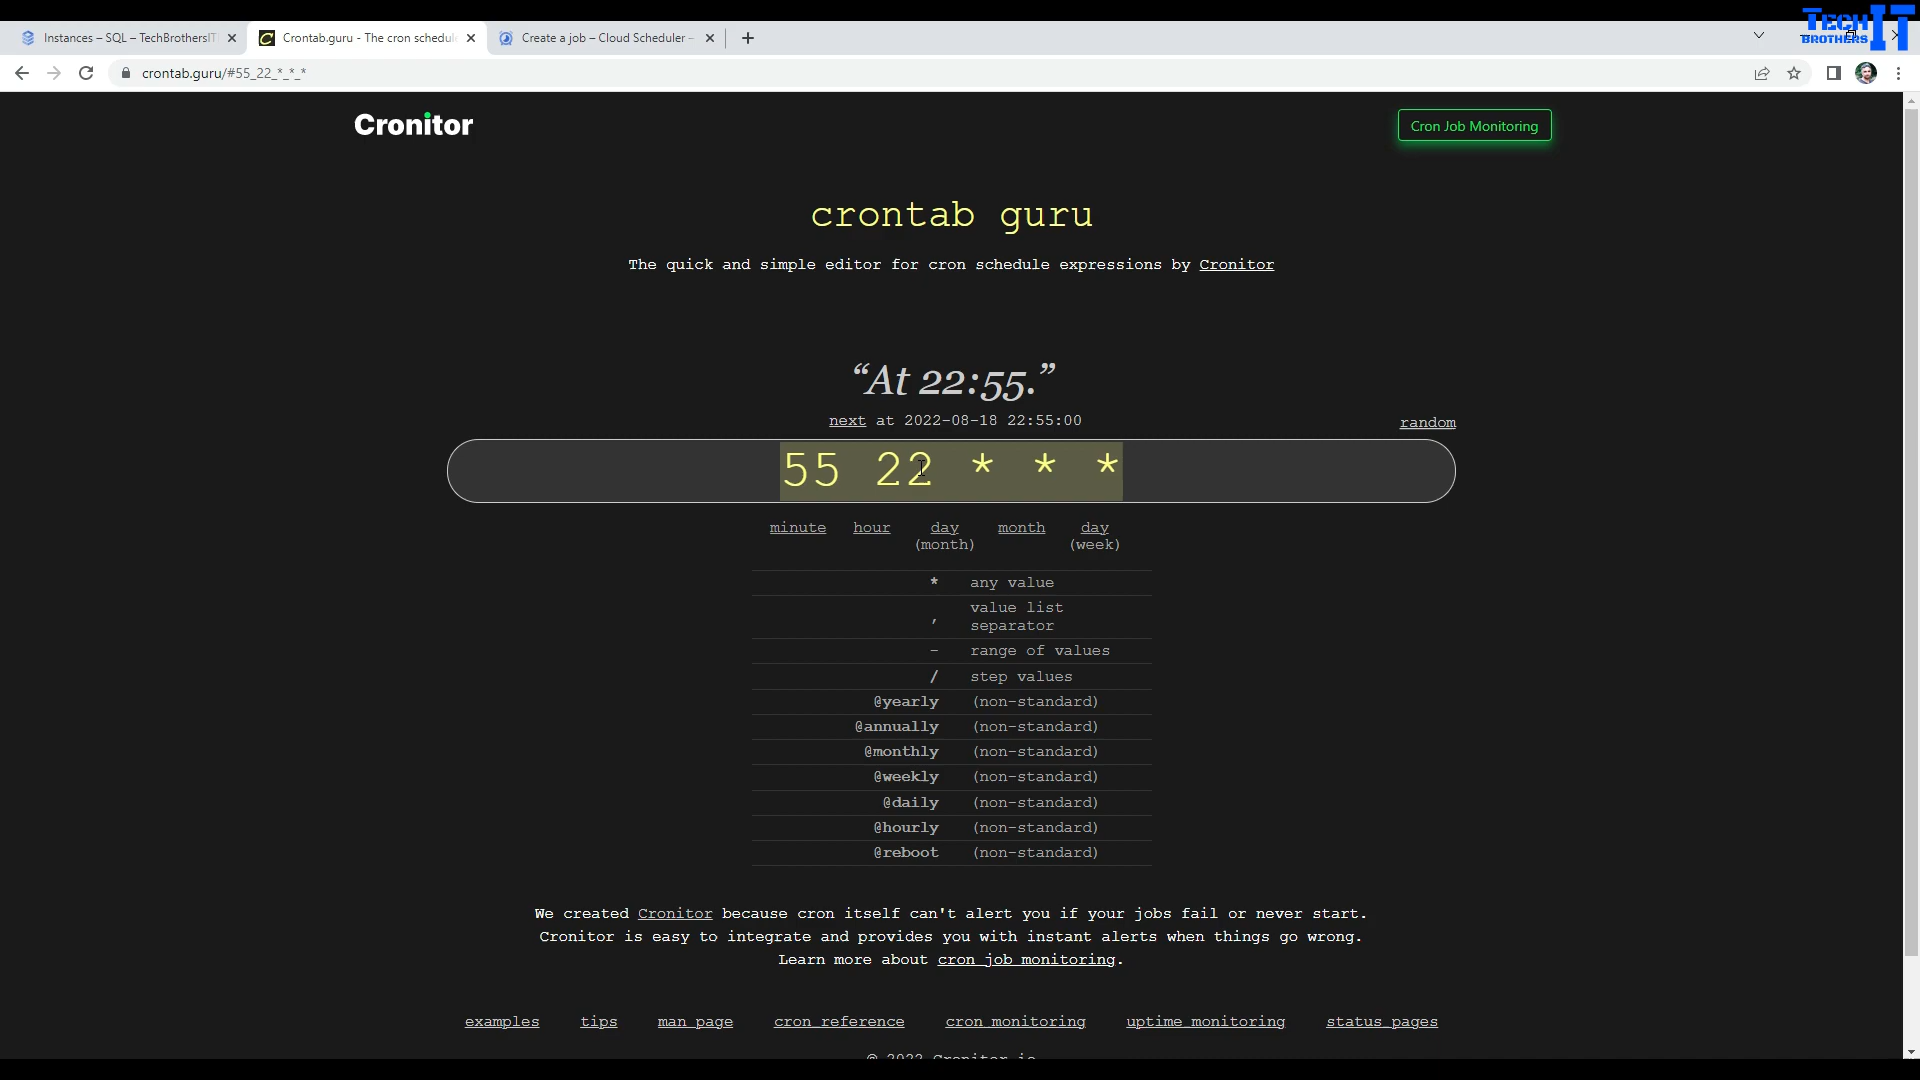 Instances – SQL – TechBrothersIT
Crontab.guru - The cron schedule
Create a job – Cloud Scheduler –
TECH IT
BROTHERS
crontab.guru/#55_22_*_*_*
Cronitor
Cron Job Monitoring
crontab guru
The quick and simple editor for cron schedule expressions by Cronitor
“At 22:55.”
next at 2022-08-18 22:55:00
random
55 22 * * *
minute hour day (month) month day (week)
* any value
, value list separator
- range of values
/ step values
@yearly (non-standard)
@annually (non-standard)
@monthly (non-standard)
@weekly (non-standard)
@daily (non-standard)
@hourly (non-standard)
@reboot (non-standard)
We created Cronitor because cron itself can't alert you if your jobs fail or never start.
Cronitor is easy to integrate and provides you with instant alerts when things go wrong.
Learn more about cron job monitoring.
examples tips man page cron reference cron monitoring uptime monitoring status pages
© 2022 Cronitor.io